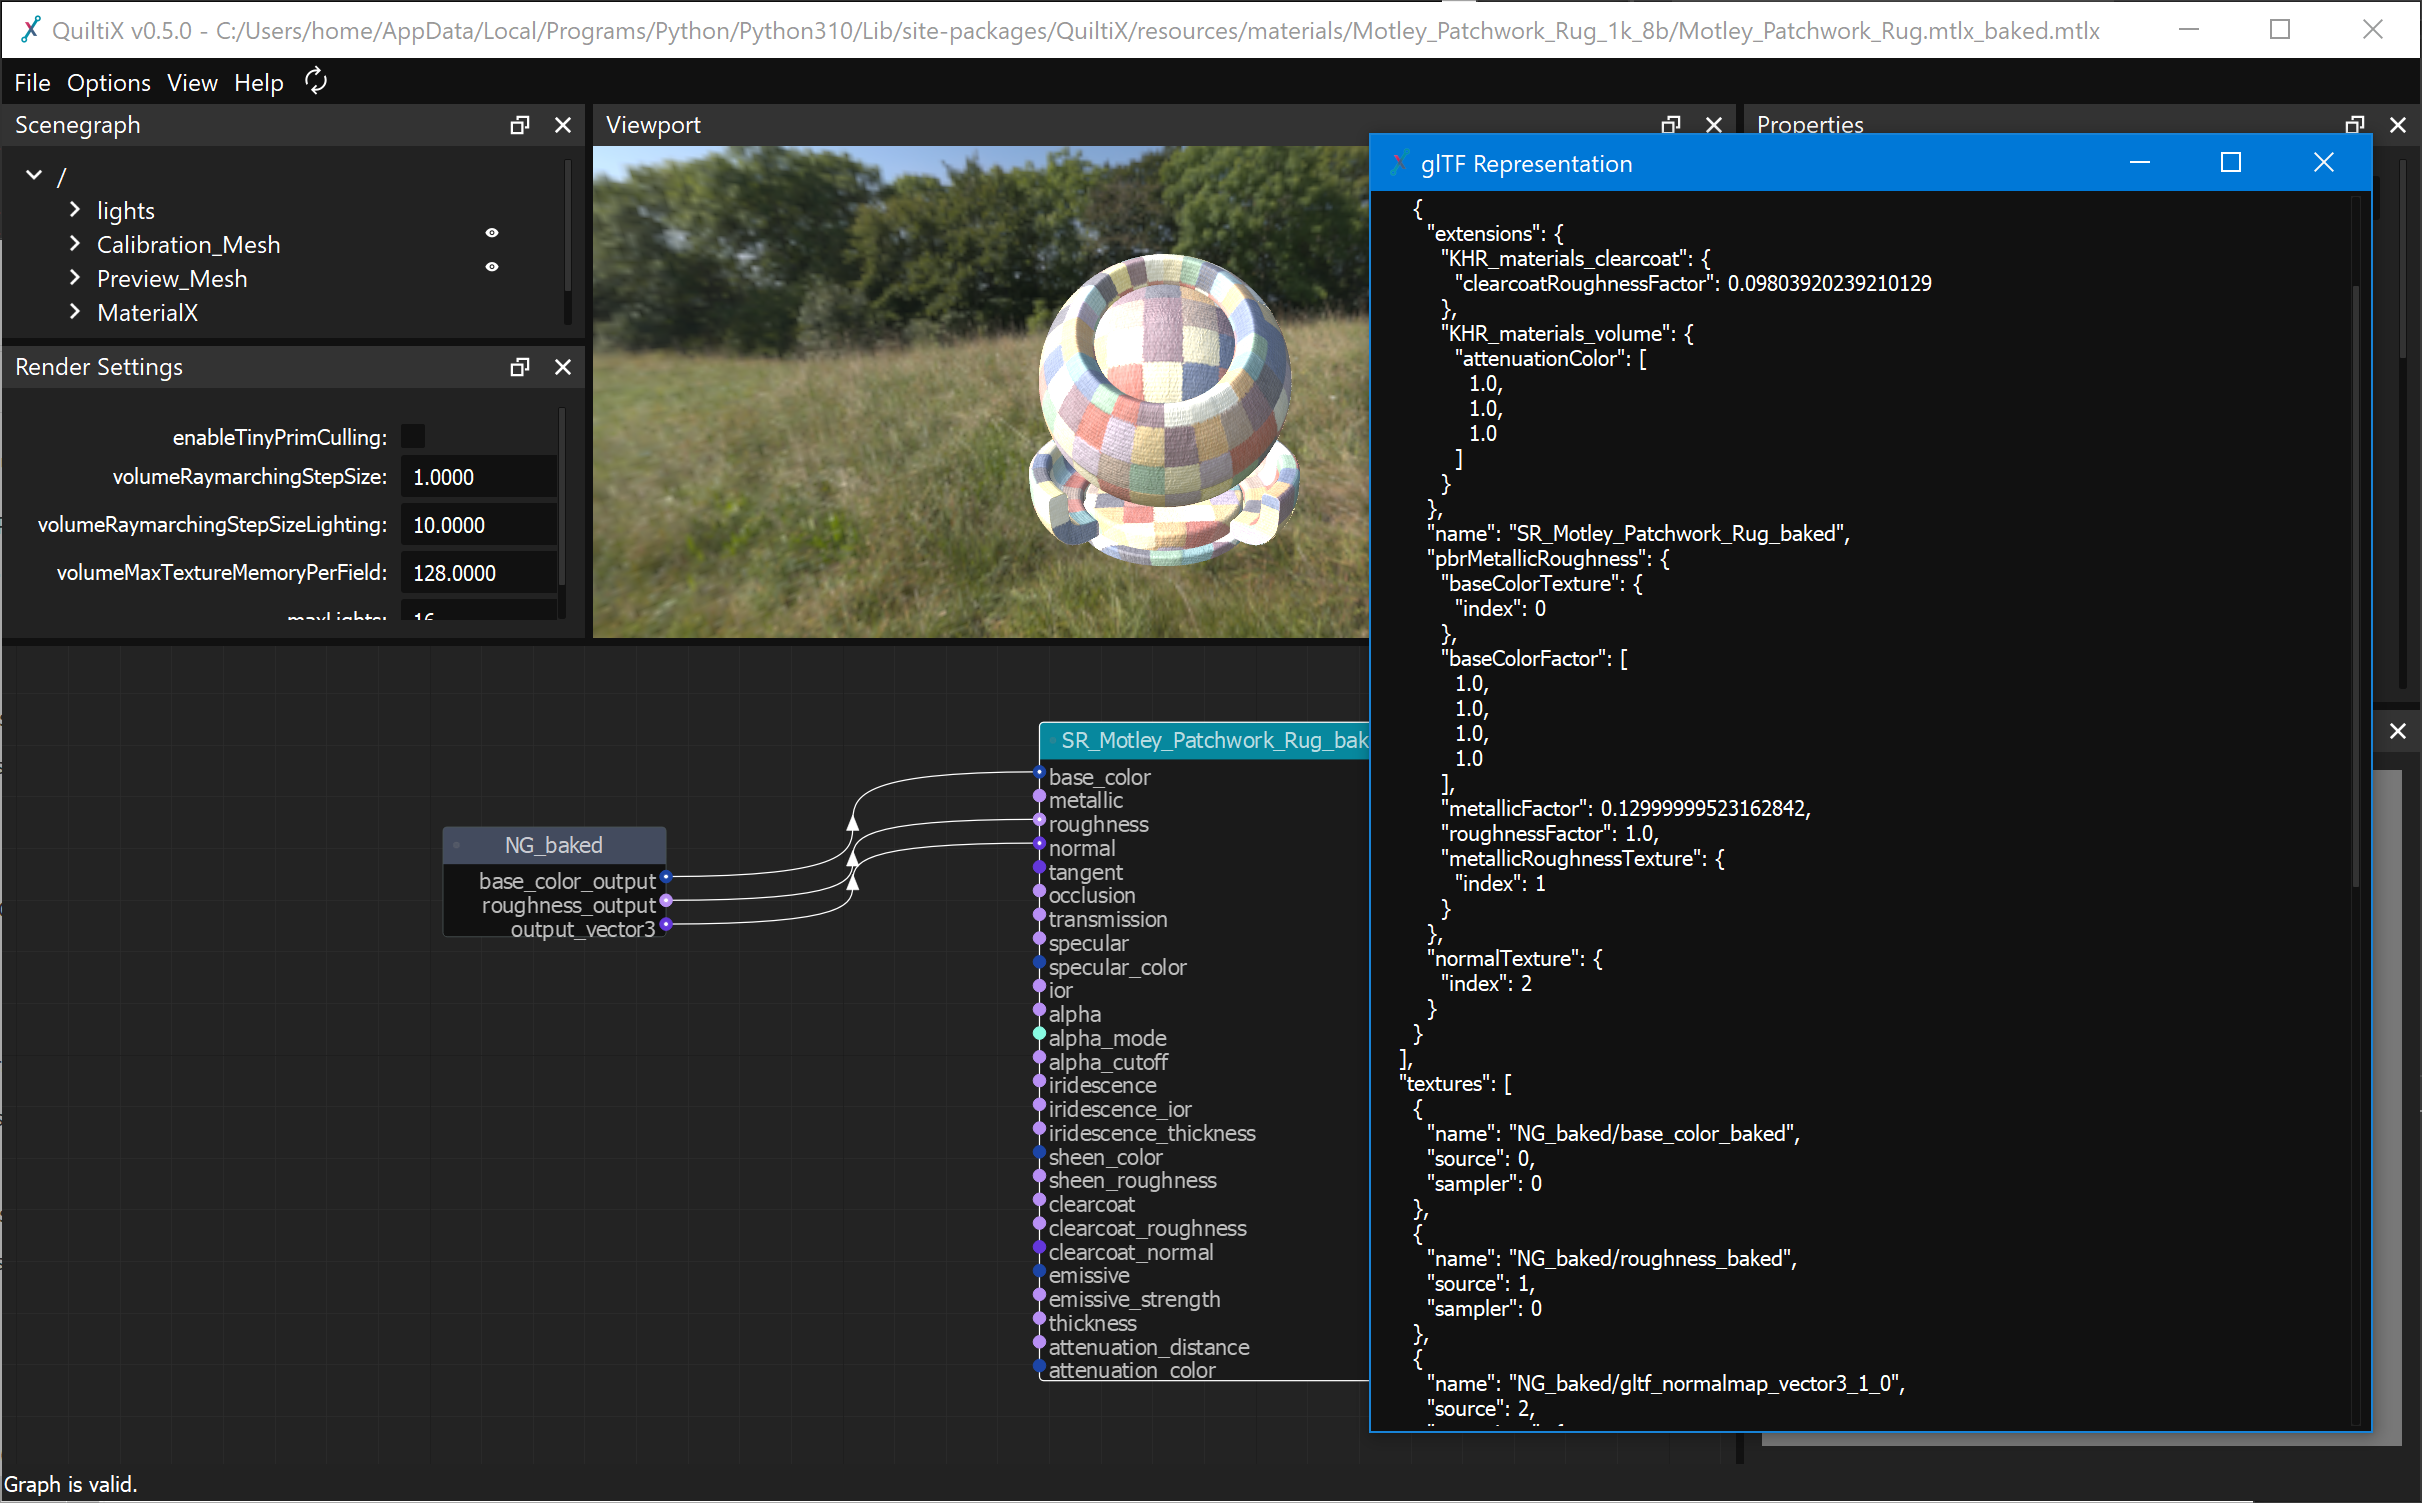 QuiltiX v0.5.0 - C:/Users/home/AppData/Local/Programs/Python/Python310/Lib/site-packages/QuiltiX/resources/materials/Motley_Patchwork_Rug_1k_8b/Motley_Patchwork_Rug.mtlx_baked.mtlx
File Options View Help
Scenegraph
/
lights
Calibration_Mesh
Preview_Mesh
MaterialX
Render Settings
enableTinyPrimCulling:
volumeRaymarchingStepSize: 1.0000
volumeRaymarchingStepSizeLighting: 10.0000
volumeMaxTextureMemoryPerField: 128.0000
maxLights: 16
Viewport
Properties
NG_baked
base_color_output
roughness_output
output_vector3
SR_Motley_Patchwork_Rug_bak
base_color
metallic
roughness
normal
tangent
occlusion
transmission
specular
specular_color
ior
alpha
alpha_mode
alpha_cutoff
iridescence
iridescence_ior
iridescence_thickness
sheen_color
sheen_roughness
clearcoat
clearcoat_roughness
clearcoat_normal
emissive
emissive_strength
thickness
attenuation_distance
attenuation_color
glTF Representation
{
"extensions": {
"KHR_materials_clearcoat": {
"clearcoatRoughnessFactor": 0.09803920239210129
},
"KHR_materials_volume": {
"attenuationColor": [
1.0,
1.0,
1.0
]
}
},
"name": "SR_Motley_Patchwork_Rug_baked",
"pbrMetallicRoughness": {
"baseColorTexture": {
"index": 0
},
"baseColorFactor": [
1.0,
1.0,
1.0,
1.0
],
"metallicFactor": 0.12999999523162842,
"roughnessFactor": 1.0,
"metallicRoughnessTexture": {
"index": 1
}
},
"normalTexture": {
"index": 2
}
}
],
"textures": [
{
"name": "NG_baked/base_color_baked",
"source": 0,
"sampler": 0
},
{
"name": "NG_baked/roughness_baked",
"source": 1,
"sampler": 0
},
{
"name": "NG_baked/gltf_normalmap_vector3_1_0",
"source": 2,
Graph is valid.